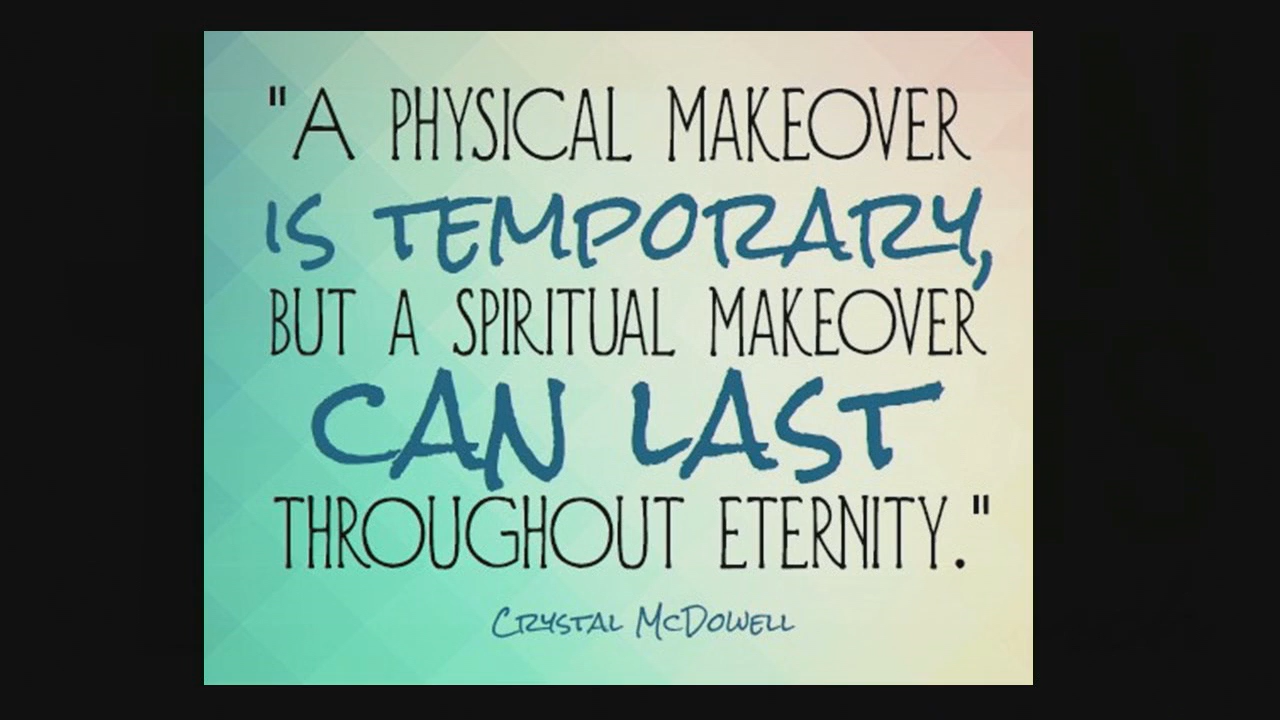 "A PHYSICAL MAKEOVER
IS TEMPORARY,
BUT A SPIRITUAL MAKEOVER
CAN LAST
THROUGHOUT ETERNITY."
CRYSTAL MCDOWELL